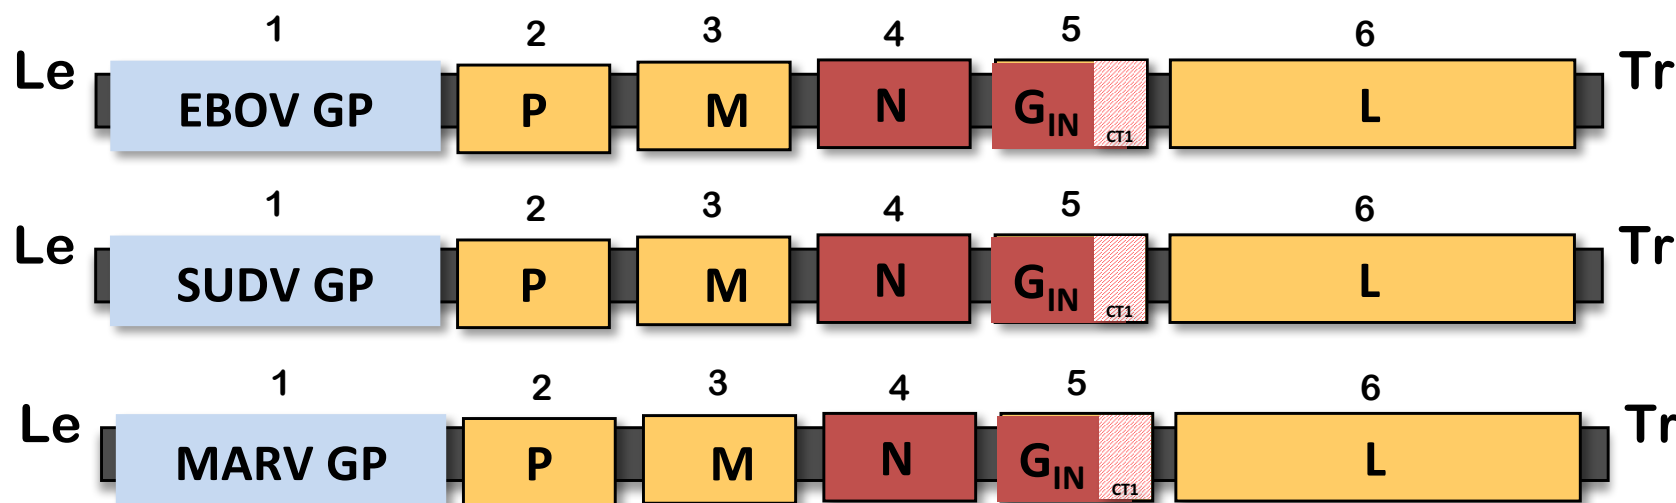 1 2 3 4 5 6
Le EBOV GP P M N GIN CT1 L Tr
1 2 3 4 5 6
Le SUDV GP P M N GIN CT1 L Tr
1 2 3 4 5 6
Le MARV GP P M N GIN CT1 L Tr